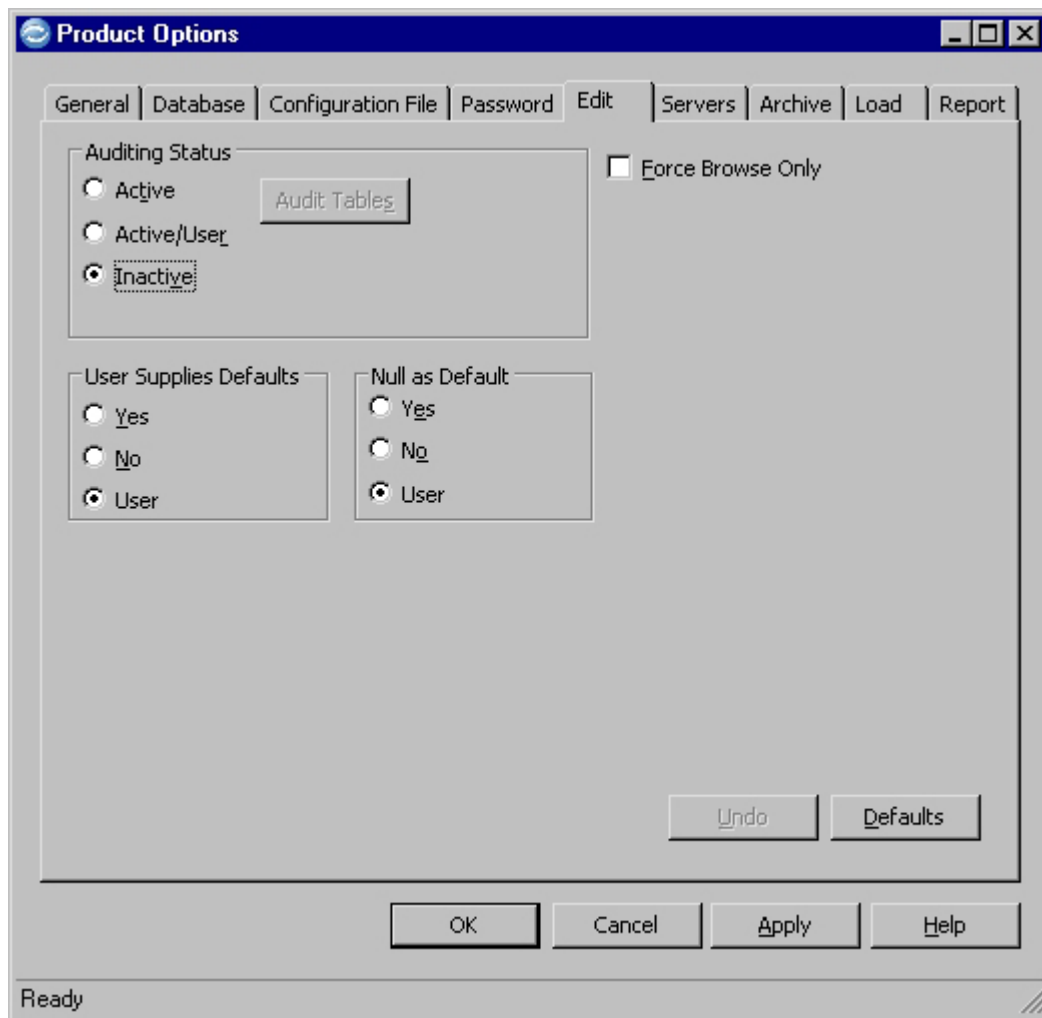 Product Options
General Database Configuration File Password Edit Servers Archive Load Report
Auditing Status
Active
Audit Tables
Active/User
Inactive
Force Browse Only
User Supplies Defaults
Yes
No
User
Null as Default
Yes
No
User
Undo Defaults
OK Cancel Apply Help
Ready